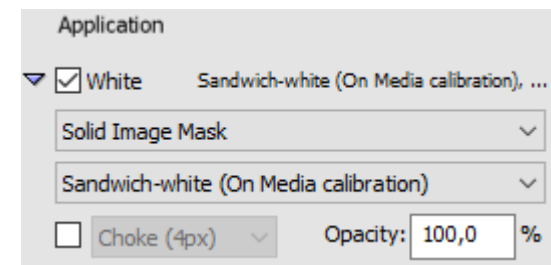 Application
White Sandwich-white (On Media calibration), ...
Solid Image Mask
Sandwich-white (On Media calibration)
Choke (4px) Opacity: 100,0 %